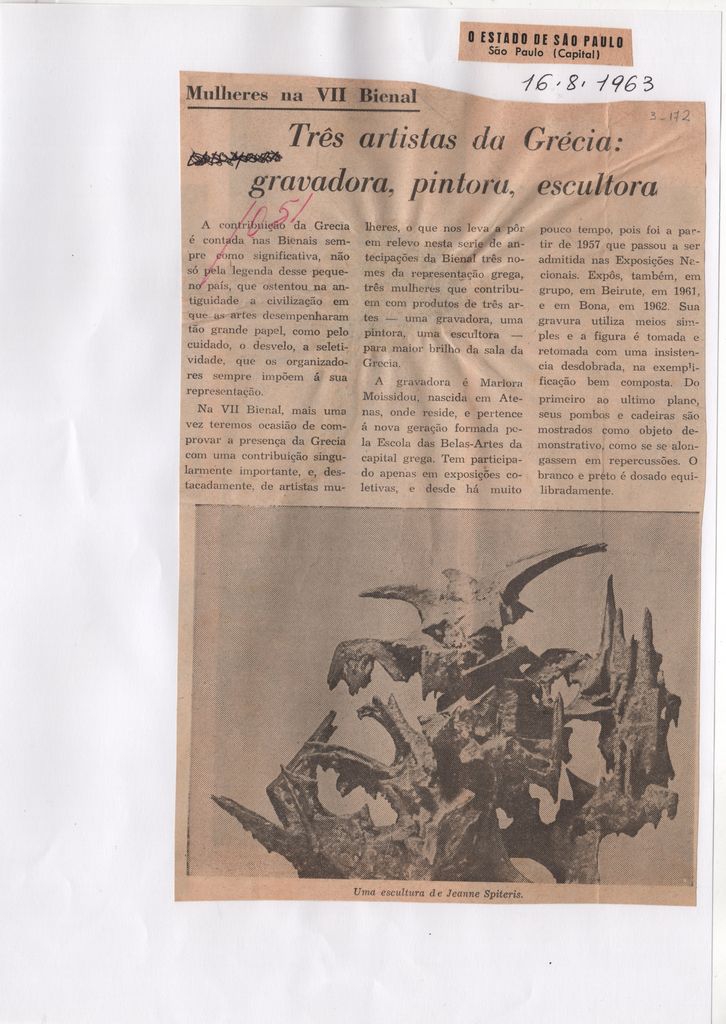 O ESTADO DE SÃO PAULO
São Paulo (Capital)
16.8.1963
3-172
Mulheres na VII Bienal
Três artistas da Grécia:
gravadora, pintora, escultora
1051
A contribuição da Grecia
é contada nas Bienais sem-
pre como significativa, não
só pela legenda desse peque-
no país, que ostentou na an-
tiguidade a civilização em
que as artes desempenharam
tão grande papel, como pelo
cuidado, o desvelo, a seleti-
vidade, que os organizado-
res sempre impõem á sua
representação.
Na VII Bienal, mais uma
vez teremos ocasião de com-
provar a presença da Grecia
com uma contribuição singu-
larmente importante, e, des-
tacadamente, de artistas mu-
lheres, o que nos leva a pôr
em relevo nesta serie de an-
tecipações da Bienal três no-
mes da representação grega,
três mulheres que contribu-
em com produtos de três ar-
tes — uma gravadora, uma
pintora, uma escultora —
para maior brilho da sala da
Grecia.
A gravadora é Marlora
Moissidou, nascida em Ate-
nas, onde reside, e pertence
á nova geração formada pe-
la Escola das Belas-Artes da
capital grega. Tem participa-
do apenas em exposições co-
letivas, e desde há muito
pouco tempo, pois foi a par-
tir de 1957 que passou a ser
admitida nas Exposições Na-
cionais. Expôs, também, em
grupo, em Beirute, em 1961,
e em Bona, em 1962. Sua
gravura utiliza meios sim-
ples e a figura é tomada e
retomada com uma insisten-
cia desdobrada, na exempli-
ficação bem composta. Do
primeiro ao ultimo plano,
seus pombos e cadeiras são
mostrados como objeto de-
monstrativo, como se se alon-
gassem em repercussões. O
branco e preto é dosado equi-
libradamente.
Uma escultura de Jeanne Spiteris.